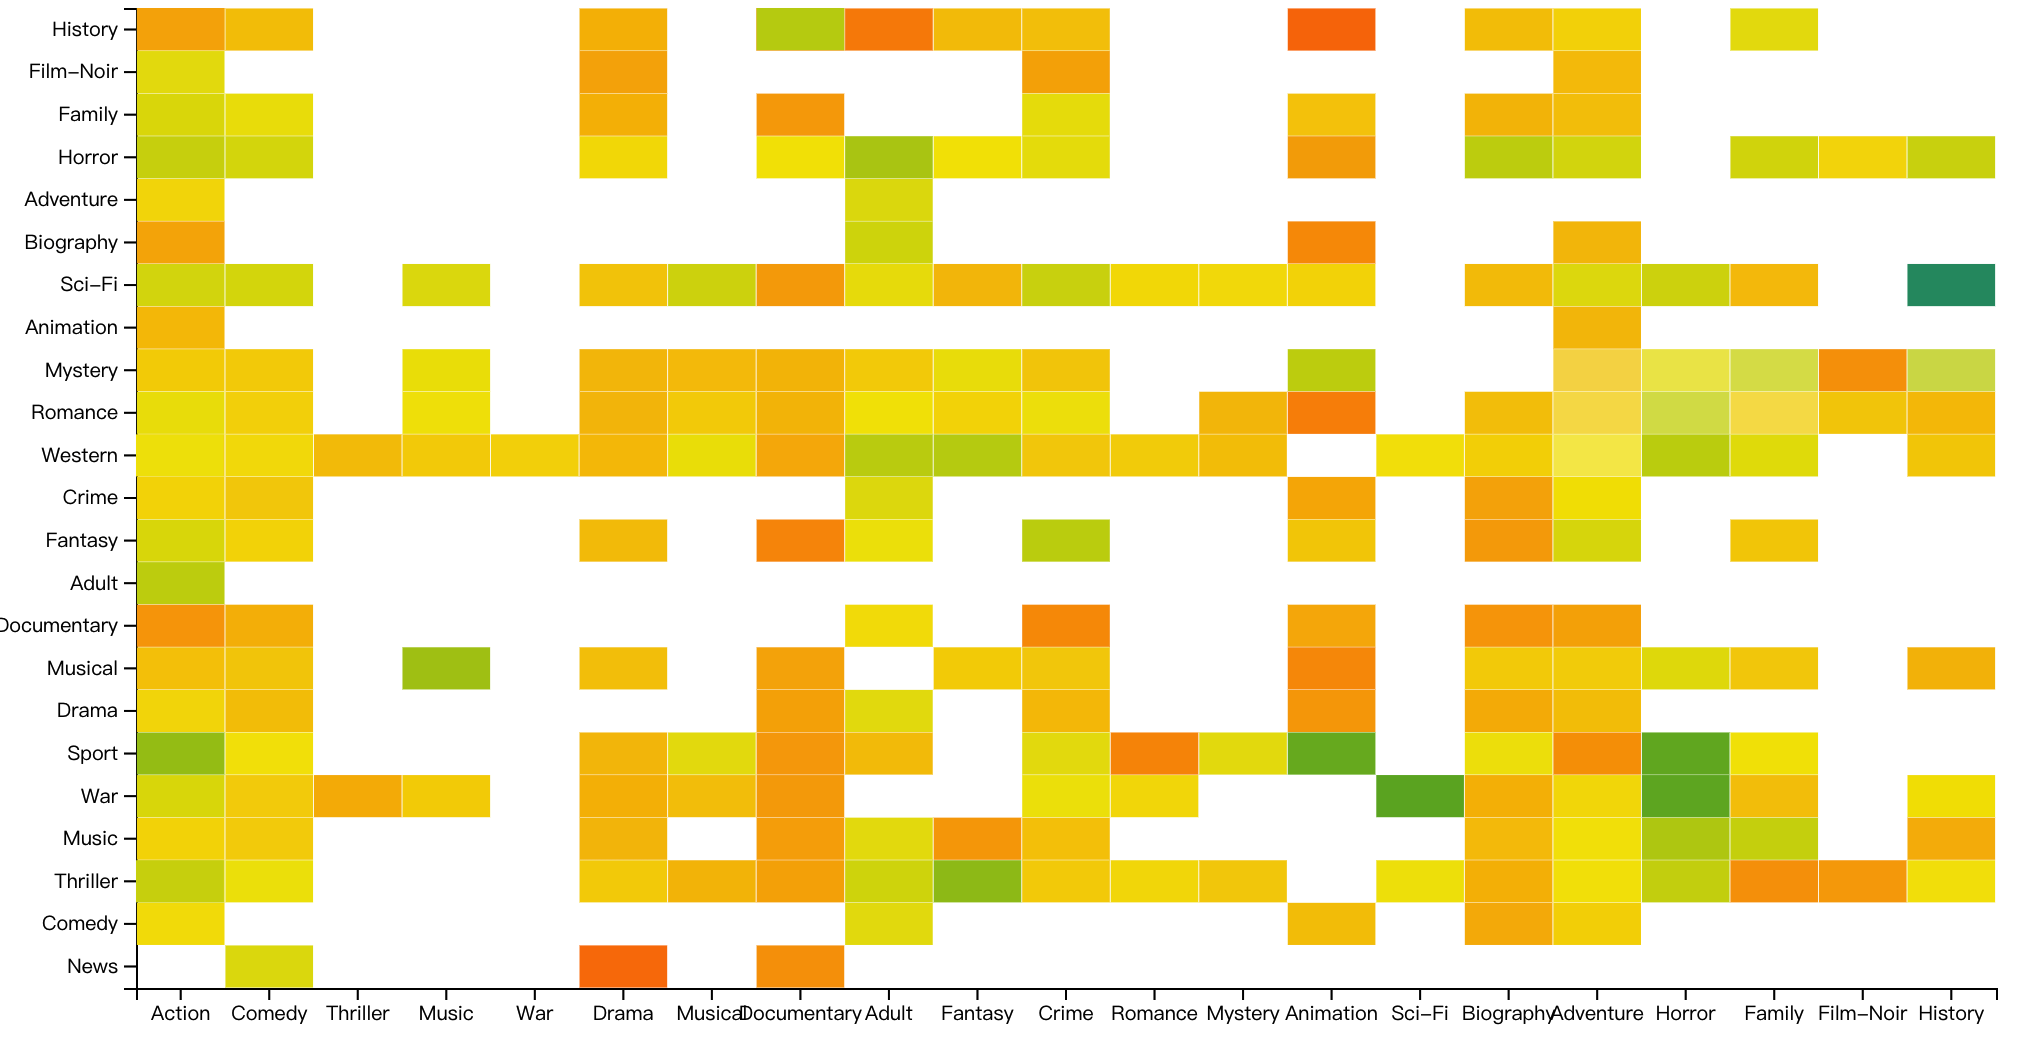 History
Film-Noir
Family
Horror
Adventure
Biography
Sci-Fi
Animation
Mystery
Romance
Western
Crime
Fantasy
Adult
Documentary
Musical
Drama
Sport
War
Music
Thriller
Comedy
News
Action Comedy Thriller Music War Drama Musical Documentary Adult Fantasy Crime Romance Mystery Animation Sci-Fi Biography Adventure Horror Family Film-Noir History